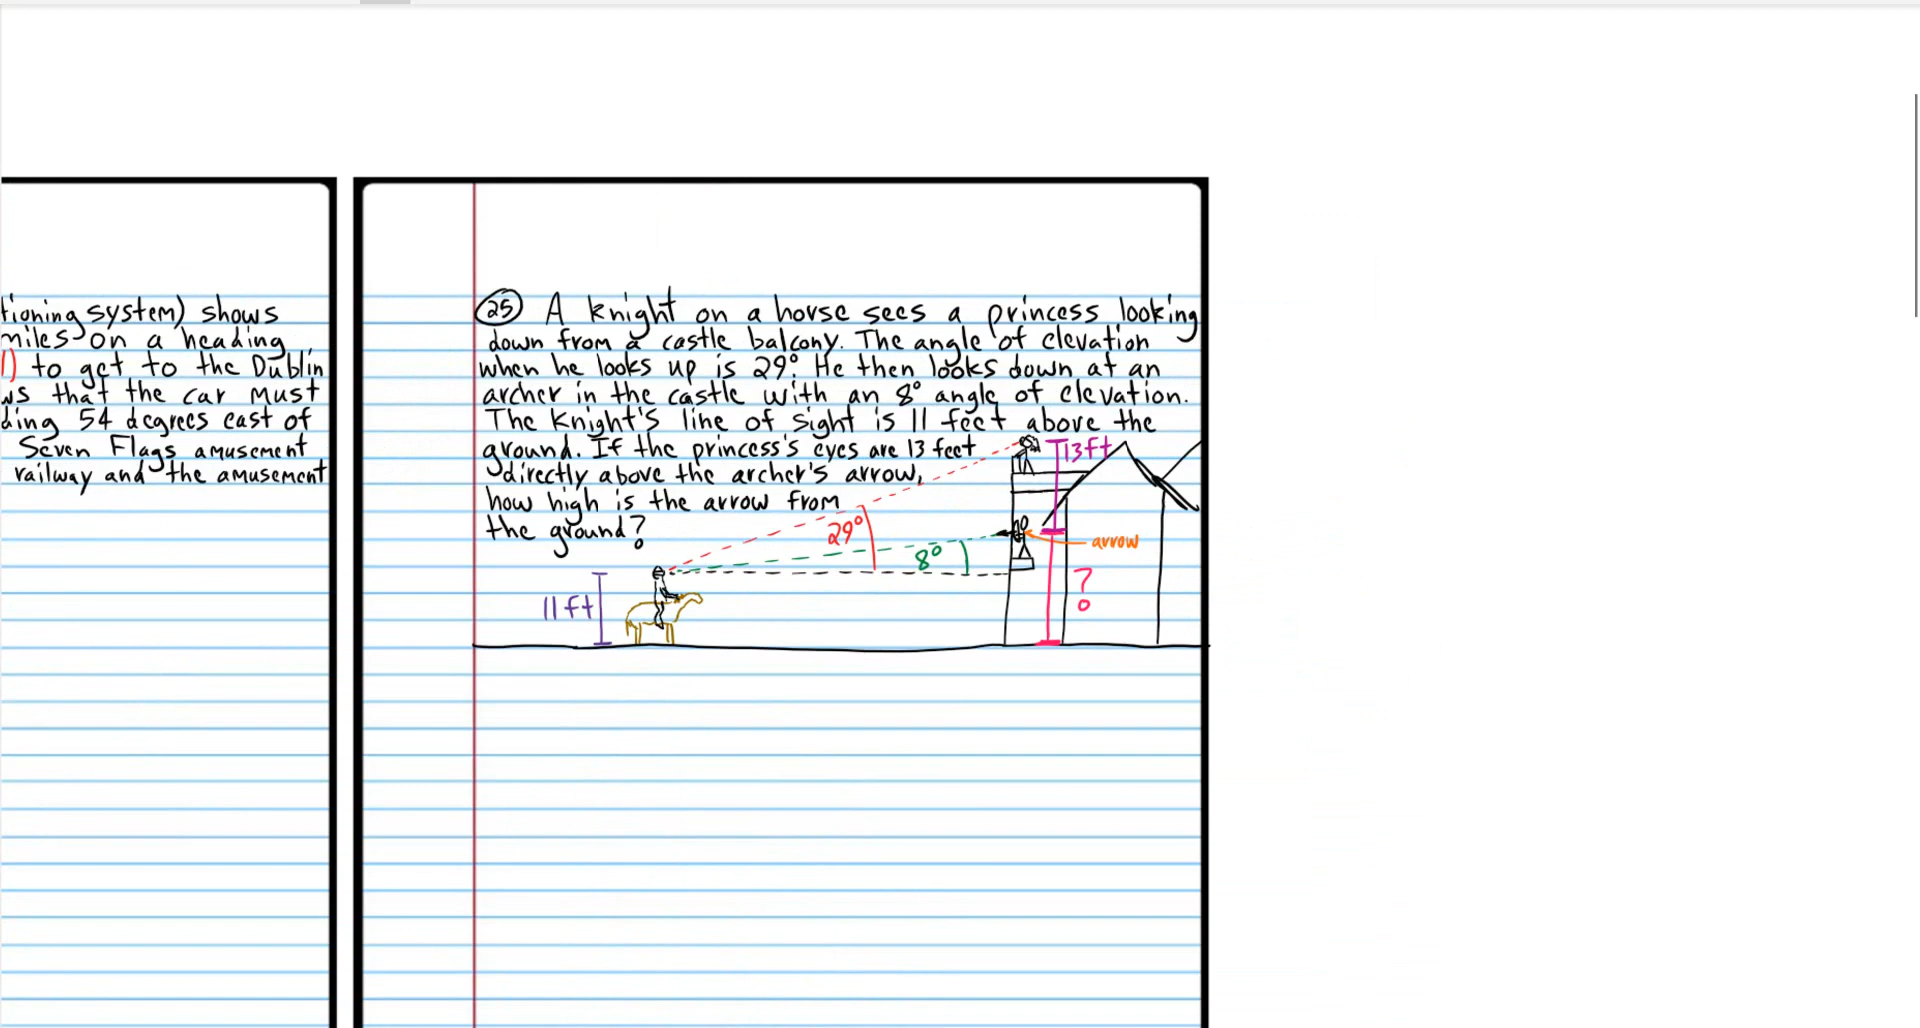 tioning system) shows
miles on a heading
) to get to the Dublin
ws that the car must
ding 54 degrees east of
Seven Flags amusement
railway and the amusement
25 A knight on a horse sees a princess looking
down from a castle balcony. The angle of elevation
when he looks up is 29°. He then looks down at an
archer in the castle with an 8° angle of elevation.
The Knight's line of sight is 11 feet above the
ground. If the princess's eyes are 13 feet
directly above the archer's arrow,
how high is the arrow from
the ground?
13ft
29°
8°
arrow
11ft
?